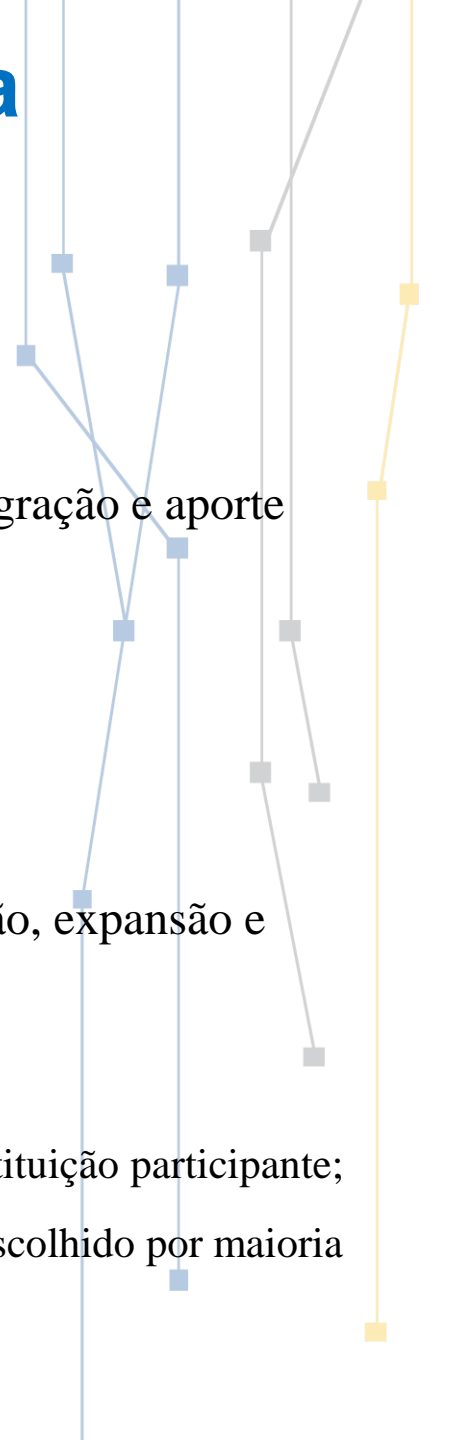 a
gração e aporte
ão, expansão e
tituição participante;
scolhido por maioria